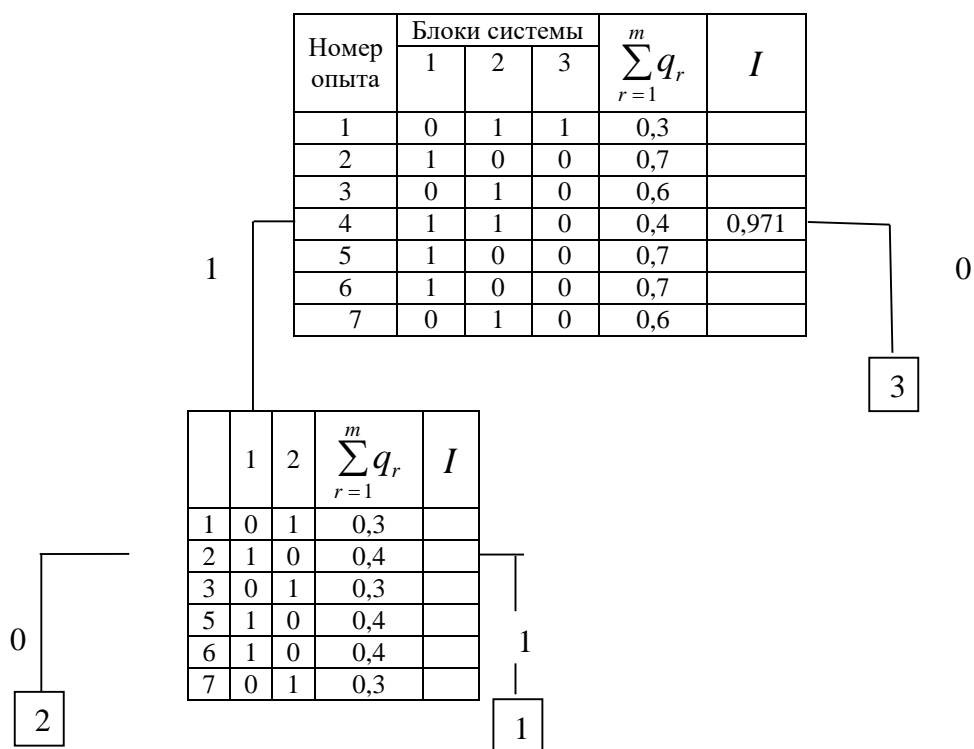 Номер опыта Блоки системы $\sum_{r=1}^{m} q_r$ I
1 2 3
1 0 1 1 0,3
2 1 0 0 0,7
3 0 1 0 0,6
4 1 1 0 0,4 0,971
5 1 0 0 0,7
6 1 0 0 0,7
7 0 1 0 0,6
1 0
3
1 2 $\sum_{r=1}^{m} q_r$ I
1 0 1 0,3
2 1 0 0,4
3 0 1 0,3
5 1 0 0,4
6 1 0 0,4
7 0 1 0,3
0 1
2 1